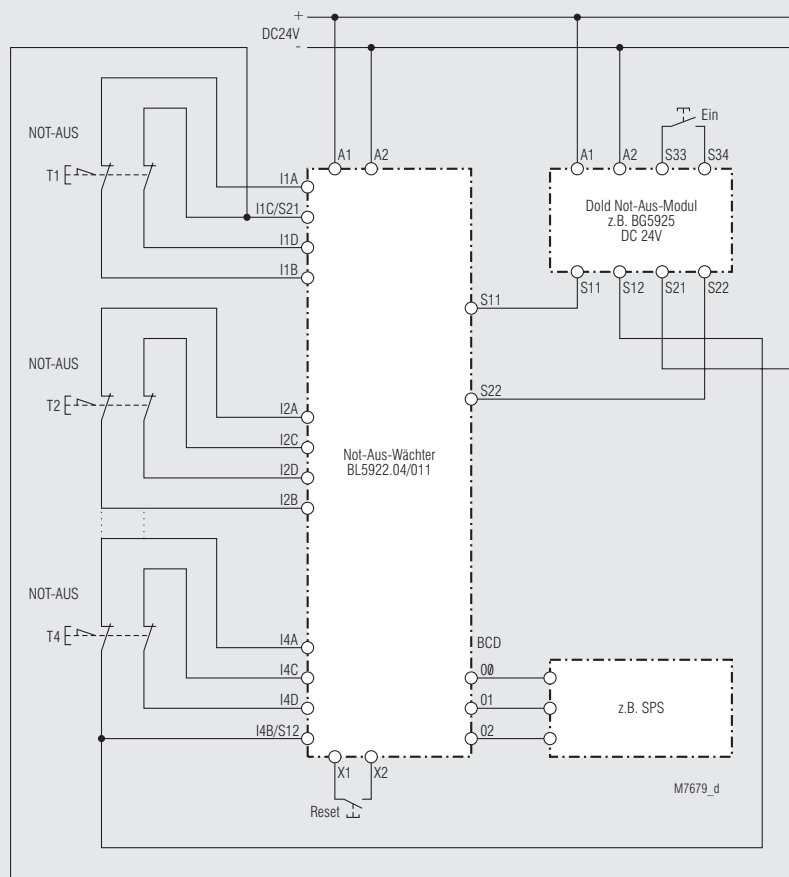 +
DC24V
-
NOT-AUS
T1
I1A
I1C/S21
I1D
I1B
A1
A2
A1
A2
S33
S34
Ein
Dold Not-Aus-Modul
z.B. BG5925
DC 24V
S11
S12
S21
S22
S11
S22
NOT-AUS
T2
I2A
I2C
I2D
I2B
Not-Aus-Wächter
BL5922.04/011
NOT-AUS
T4
I4A
I4C
I4D
I4B/S12
BCD
00
01
02
z.B. SPS
X1
X2
Reset
M7679_d